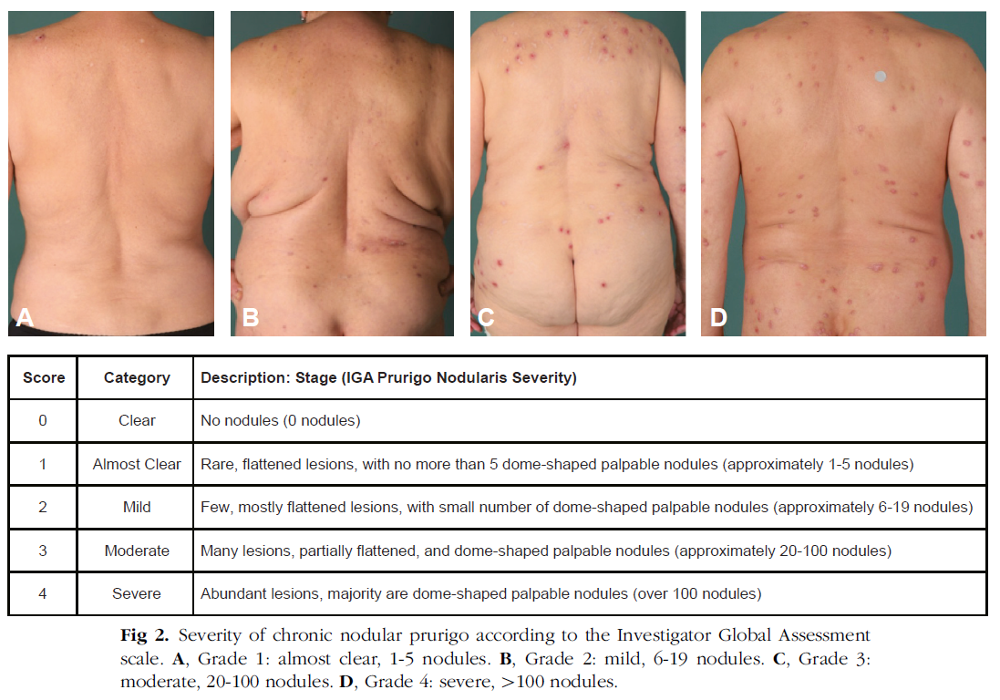 A
B
C
D
Score Category Description: Stage (IGA Prurigo Nodularis Severity)
0 Clear No nodules (0 nodules)
1 Almost Clear Rare, flattened lesions, with no more than 5 dome-shaped palpable nodules (approximately 1-5 nodules)
2 Mild Few, mostly flattened lesions, with small number of dome-shaped palpable nodules (approximately 6-19 nodules)
3 Moderate Many lesions, partially flattened, and dome-shaped palpable nodules (approximately 20-100 nodules)
4 Severe Abundant lesions, majority are dome-shaped palpable nodules (over 100 nodules)
Fig 2. Severity of chronic nodular prurigo according to the Investigator Global Assessment
scale. A, Grade 1: almost clear, 1-5 nodules. B, Grade 2: mild, 6-19 nodules. C, Grade 3:
moderate, 20-100 nodules. D, Grade 4: severe, >100 nodules.